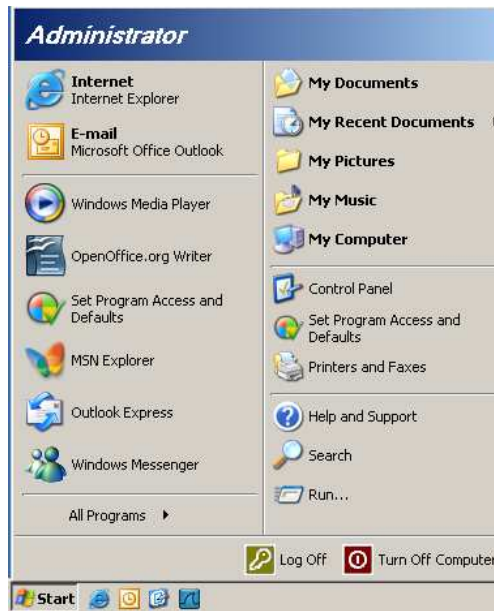 Administrator
Internet
Internet Explorer
E-mail
Microsoft Office Outlook
Windows Media Player
OpenOffice.org Writer
Set Program Access and
Defaults
MSN Explorer
Outlook Express
Windows Messenger
All Programs
My Documents
My Recent Documents
My Pictures
My Music
My Computer
Control Panel
Set Program Access and
Defaults
Printers and Faxes
Help and Support
Search
Run...
Log Off
Turn Off Computer
Start